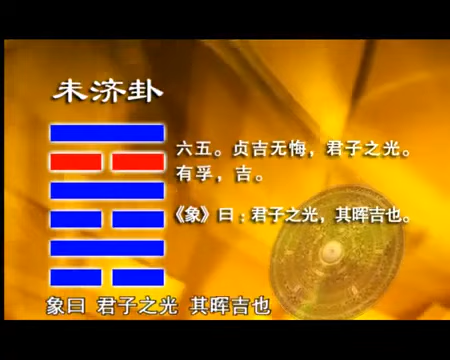 未济卦
六五。贞吉无悔，君子之光。
有孚，吉。
《象》曰：君子之光，其晖吉也。
象曰 君子之光 其晖吉也